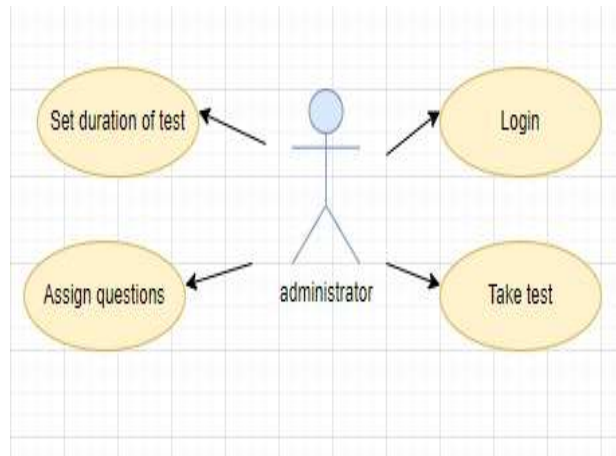 Set duration of test
Login
Assign questions
administrator
Take test